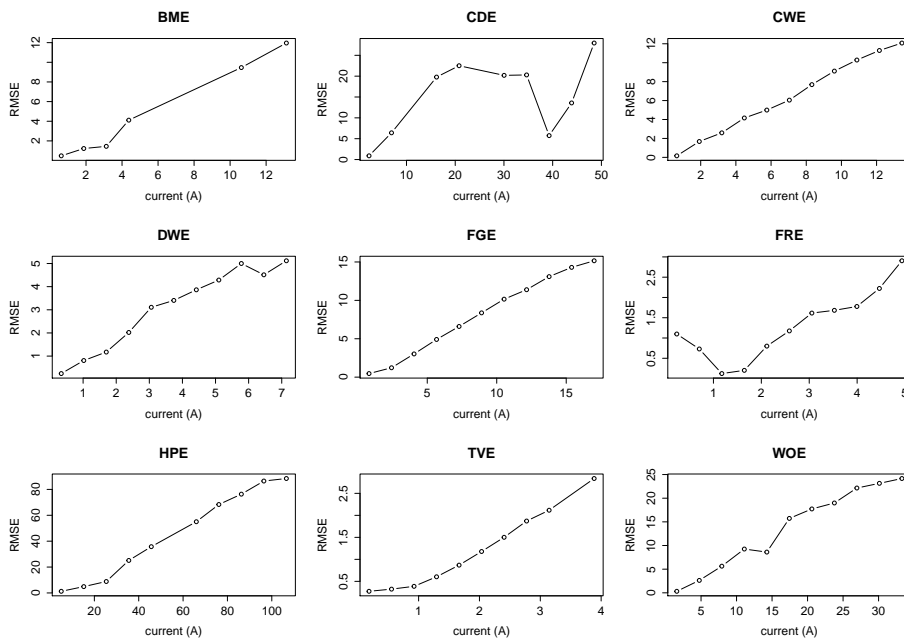 BME
RMSE
2 4 6 8 10 12
2 4 6 8 10 12
current (A)
CDE
RMSE
0 5 10 20
10 20 30 40 50
current (A)
CWE
RMSE
0 2 4 6 8 10 12
2 4 6 8 10 12
current (A)
DWE
RMSE
1 2 3 4 5
1 2 3 4 5 6 7
current (A)
FGE
RMSE
0 5 10 15
5 10 15
current (A)
FRE
RMSE
0.5 1.5 2.5
1 2 3 4 5
current (A)
HPE
RMSE
0 20 40 60 80
20 40 60 80 100
current (A)
TVE
RMSE
0.5 1.5 2.5
1 2 3 4
current (A)
WOE
RMSE
0 5 10 15 20 25
5 10 15 20 25 30
current (A)